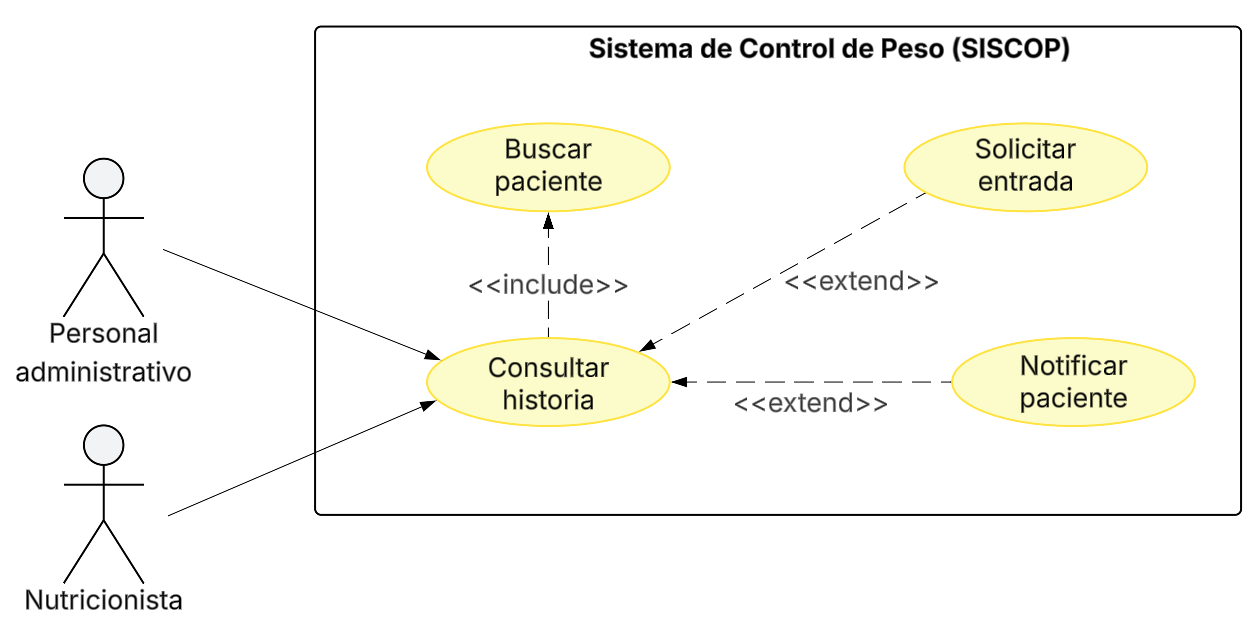 Sistema de Control de Peso (SISCOP)
Buscar
paciente
Solicitar
entrada
<<include>>
<<extend>>
Personal
administrativo
Consultar
historia
Notificar
paciente
<<extend>>
Nutricionista